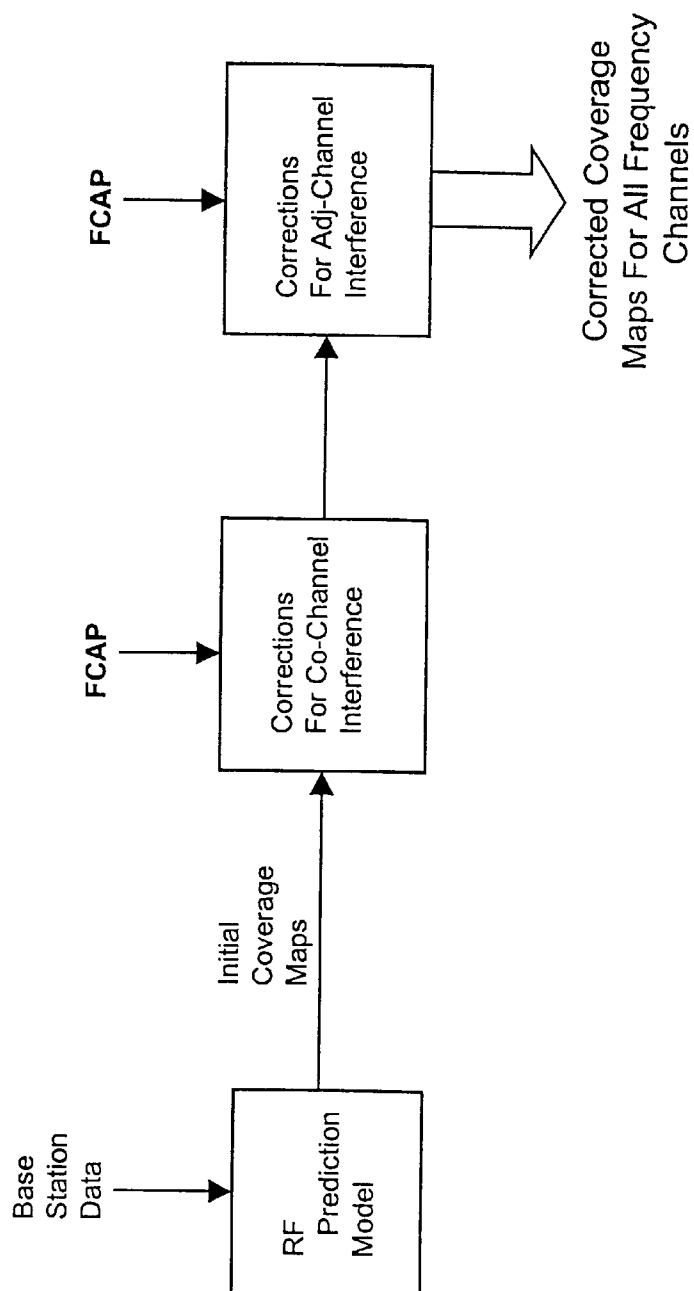 Base
Station
Data
RF
Prediction
Model
Initial
Coverage
Maps
FCAP
Corrections
For Co-Channel
Interference
FCAP
Corrections
For Adj-Channel
Interference
Corrected Coverage
Maps For All Frequency
Channels